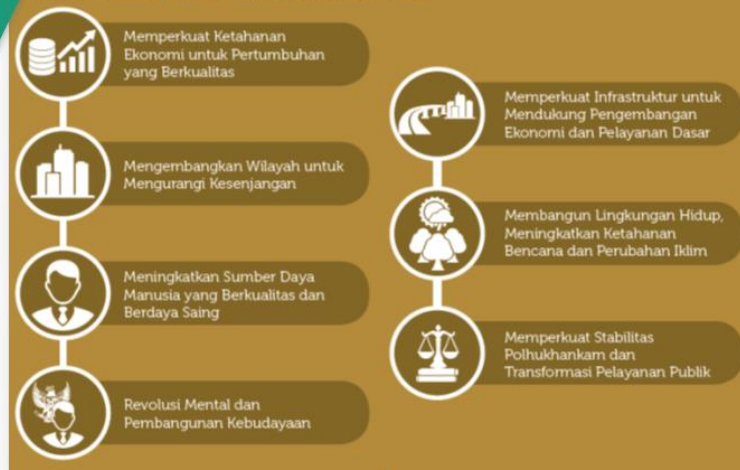 Memperkuat Ketahanan
Ekonomi untuk Pertumbuhan
yang Berkualitas
Mengembangkan Wilayah untuk
Mengurangi Kesenjangan
Meningkatkan Sumber Daya
Manusia yang Berkualitas dan
Berdaya Saing
Revolusi Mental dan
Pembangunan Kebudayaan
Memperkuat Infrastruktur untuk
Mendukung Pengembangan
Ekonomi dan Pelayanan Dasar
Membangun Lingkungan Hidup,
Meningkatkan Ketahanan
Bencana dan Perubahan Iklim
Memperkuat Stabilitas
Polhukhankam dan
Transformasi Pelayanan Publik